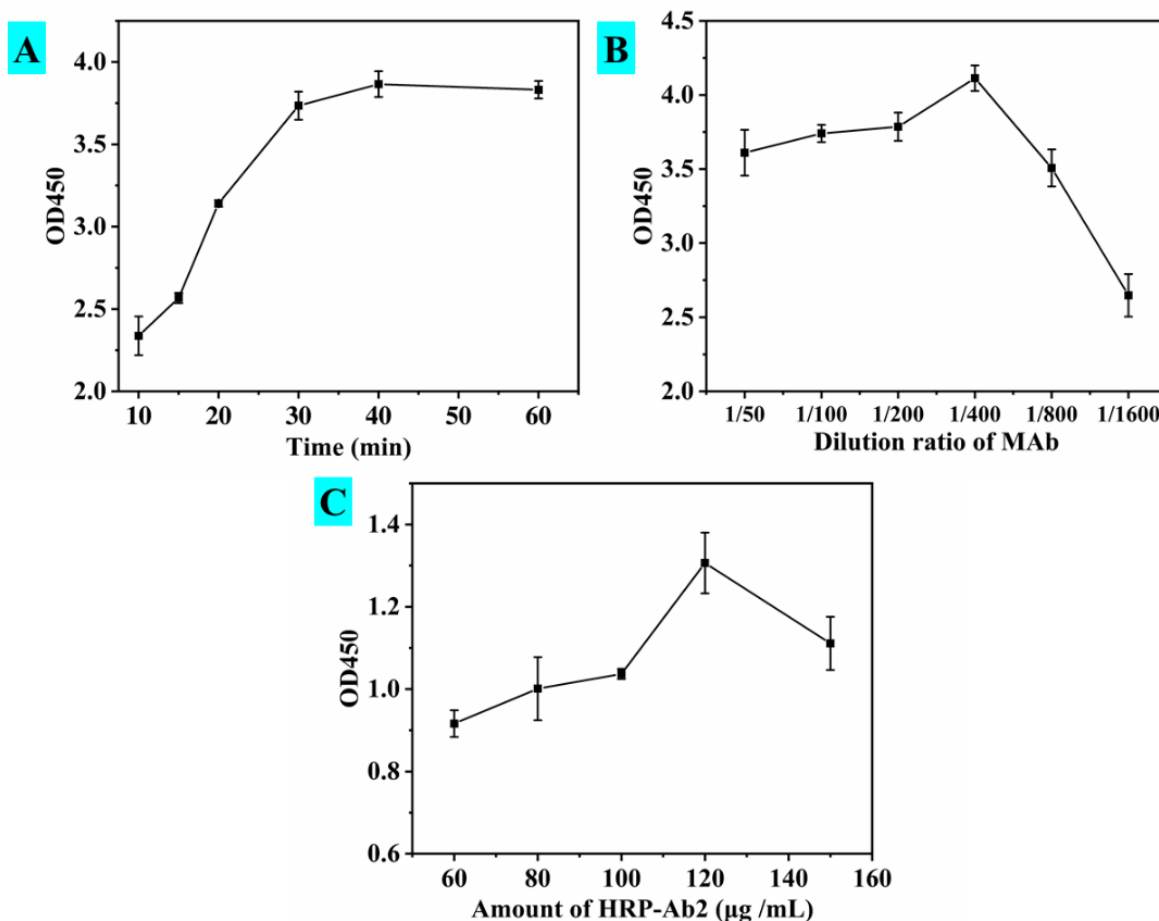 A
OD450
4.0
3.5
3.0
2.5
2.0
10 20 30 40 50 60
Time (min)
B
OD450
4.5
4.0
3.5
3.0
2.5
2.0
1/50 1/100 1/200 1/400 1/800 1/1600
Dilution ratio of MAb
C
OD450
1.4
1.2
1.0
0.8
0.6
60 80 100 120 140 160
Amount of HRP-Ab2 (μg /mL)